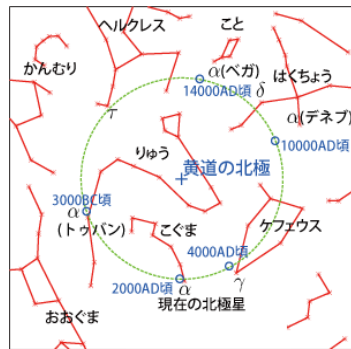 ヘルクレス
こと
かんむり
α(ベガ)
はくちょう
14000AD頃
δ
τ
α(デネブ)
10000AD頃
りゅう
黄道の北極
3000BC頃
α
(トゥバン)
こぐま
ケフェウス
4000AD頃
2000AD頃
α
γ
現在の北極星
おおぐま